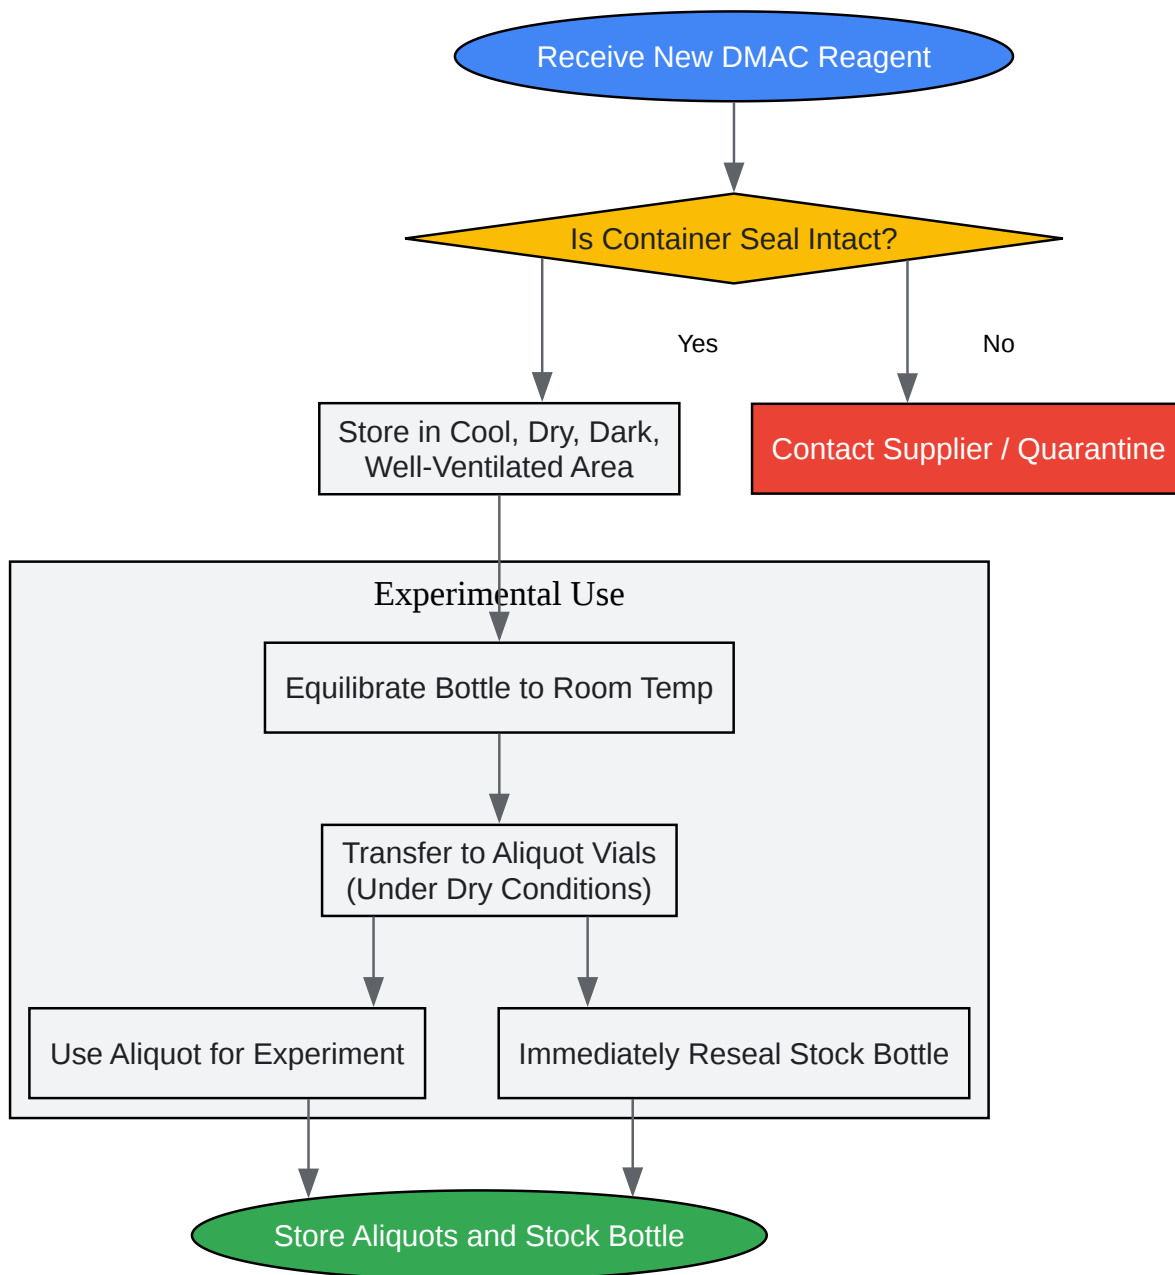 Receive New DMAC Reagent
Is Container Seal Intact?
Yes
No
Store in Cool, Dry, Dark,
Well-Ventilated Area
Contact Supplier / Quarantine
Experimental Use
Equilibrate Bottle to Room Temp
Transfer to Aliquot Vials
(Under Dry Conditions)
Use Aliquot for Experiment
Immediately Reseal Stock Bottle
Store Aliquots and Stock Bottle